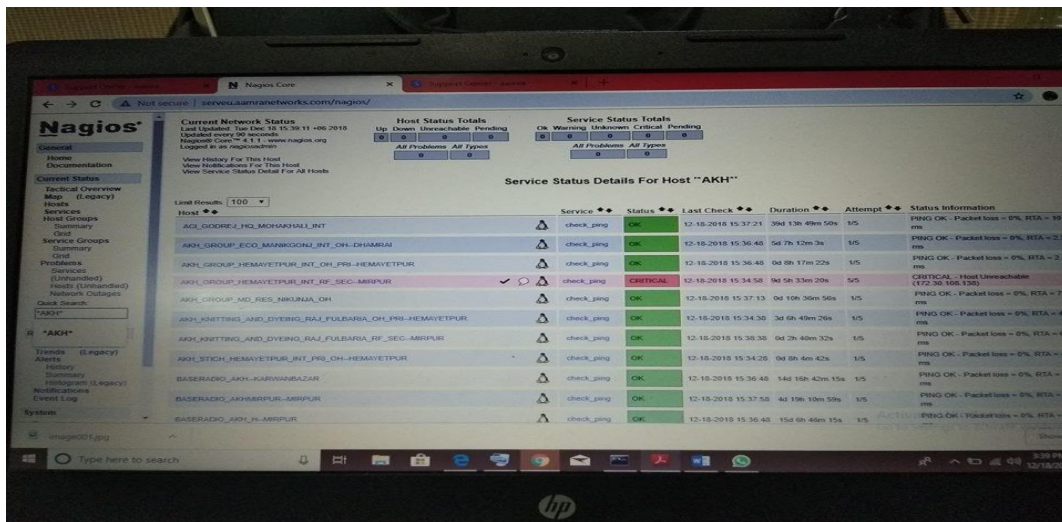 Nagios Core
Not secure | serveu.aamranetworks.com/nagios/
Nagios®
General
Home
Documentation
Current Status
Tactical Overview
Map (Legacy)
Hosts
Services
Host Groups
Summary
Grid
Service Groups
Summary
Grid
Problems
Services
(Unhandled)
Hosts (Unhandled)
Network Outages
Quick Search:
*AKH*
R *AKH*
Trends (Legacy)
Alerts
History
Summary
Histogram (Legacy)
Notifications
Event Log
System
Current Network Status
Last Updated: Tue Dec 18 15:39:11 +06 2018
Updated every 90 seconds
Nagios® Core™ 4.1.1 - www.nagios.org
Logged in as nagiosadmin
View History For This Host
View Notifications For This Host
View Service Status Detail For All Hosts
Host Status Totals
Up Down Unreachable Pending
0 0 0 0
All Problems All Types
0 0
Service Status Totals
Ok Warning Unknown Critical Pending
0 0 0 0 0
All Problems All Types
0 0
Service Status Details For Host "*AKH*"
Limit Results: 100
Host Service Status Last Check Duration Attempt Status Information
ACI_GODREJ_HQ_MOHAKHALI_INT check_ping OK 12-18-2018 15:37:21 39d 13h 49m 50s 1/5 PING OK - Packet loss = 0%, RTA =
ms
AKH_GROUP_ECO_MANIKGONJ_INT_OH--DHAMRAI check_ping OK 12-18-2018 15:36:48 5d 7h 12m 3s 1/5 PING OK - Packet loss = 0%, RTA =
ms
AKH_GROUP_HEMAYETPUR_INT_OH_PRI--HEMAYETPUR check_ping OK 12-18-2018 15:36:48 0d 8h 17m 22s 1/5 PING OK - Packet loss = 0%, RTA =
ms
AKH_GROUP_HEMAYETPUR_INT_RF_SEC--MIRPUR check_ping CRITICAL 12-18-2018 15:34:58 9d 5h 33m 20s 5/5 CRITICAL - Host Unreachable
(172.30.108.138)
AKH_GROUP_MD_RES_NIKUNJA_OH check_ping OK 12-18-2018 15:37:13 0d 10h 36m 56s 1/5 PING OK - Packet loss = 0%, RTA =
ms
AKH_KNITTING_AND_DYEING_RAJ_FULBARIA_OH_PRI--HEMAYETPUR check_ping OK 12-18-2018 15:34:38 3d 6h 49m 26s 1/5 PING OK - Packet loss = 0%, RTA =
ms
AKH_KNITTING_AND_DYEING_RAJ_FULBARIA_RF_SEC--MIRPUR check_ping OK 12-18-2018 15:38:38 0d 2h 40m 32s 1/5 PING OK - Packet loss = 0%, RTA =
ms
AKH_STICH_HEMAYETPUR_INT_PRI_OH--HEMAYETPUR check_ping OK 12-18-2018 15:34:28 0d 8h 4m 42s 1/5 PING OK - Packet loss = 0%, RTA =
ms
BASERADIO_AKH--KARWANBAZAR check_ping OK 12-18-2018 15:36:48 14d 16h 42m 15s 1/5 PING OK - Packet loss = 0%, RTA =
ms
BASERADIO_AKHMIRPUR--MIRPUR check_ping OK 12-18-2018 15:37:58 4d 19h 10m 59s 1/5 PING OK - Packet loss = 0%, RTA =
ms
BASERADIO_AKH_H--MIRPUR check_ping OK 12-18-2018 15:36:48 15d 6h 48m 15s 1/5 PING OK - Packet loss = 0%, RTA =
image001.jpg
Type here to search
3:39 PM
hp